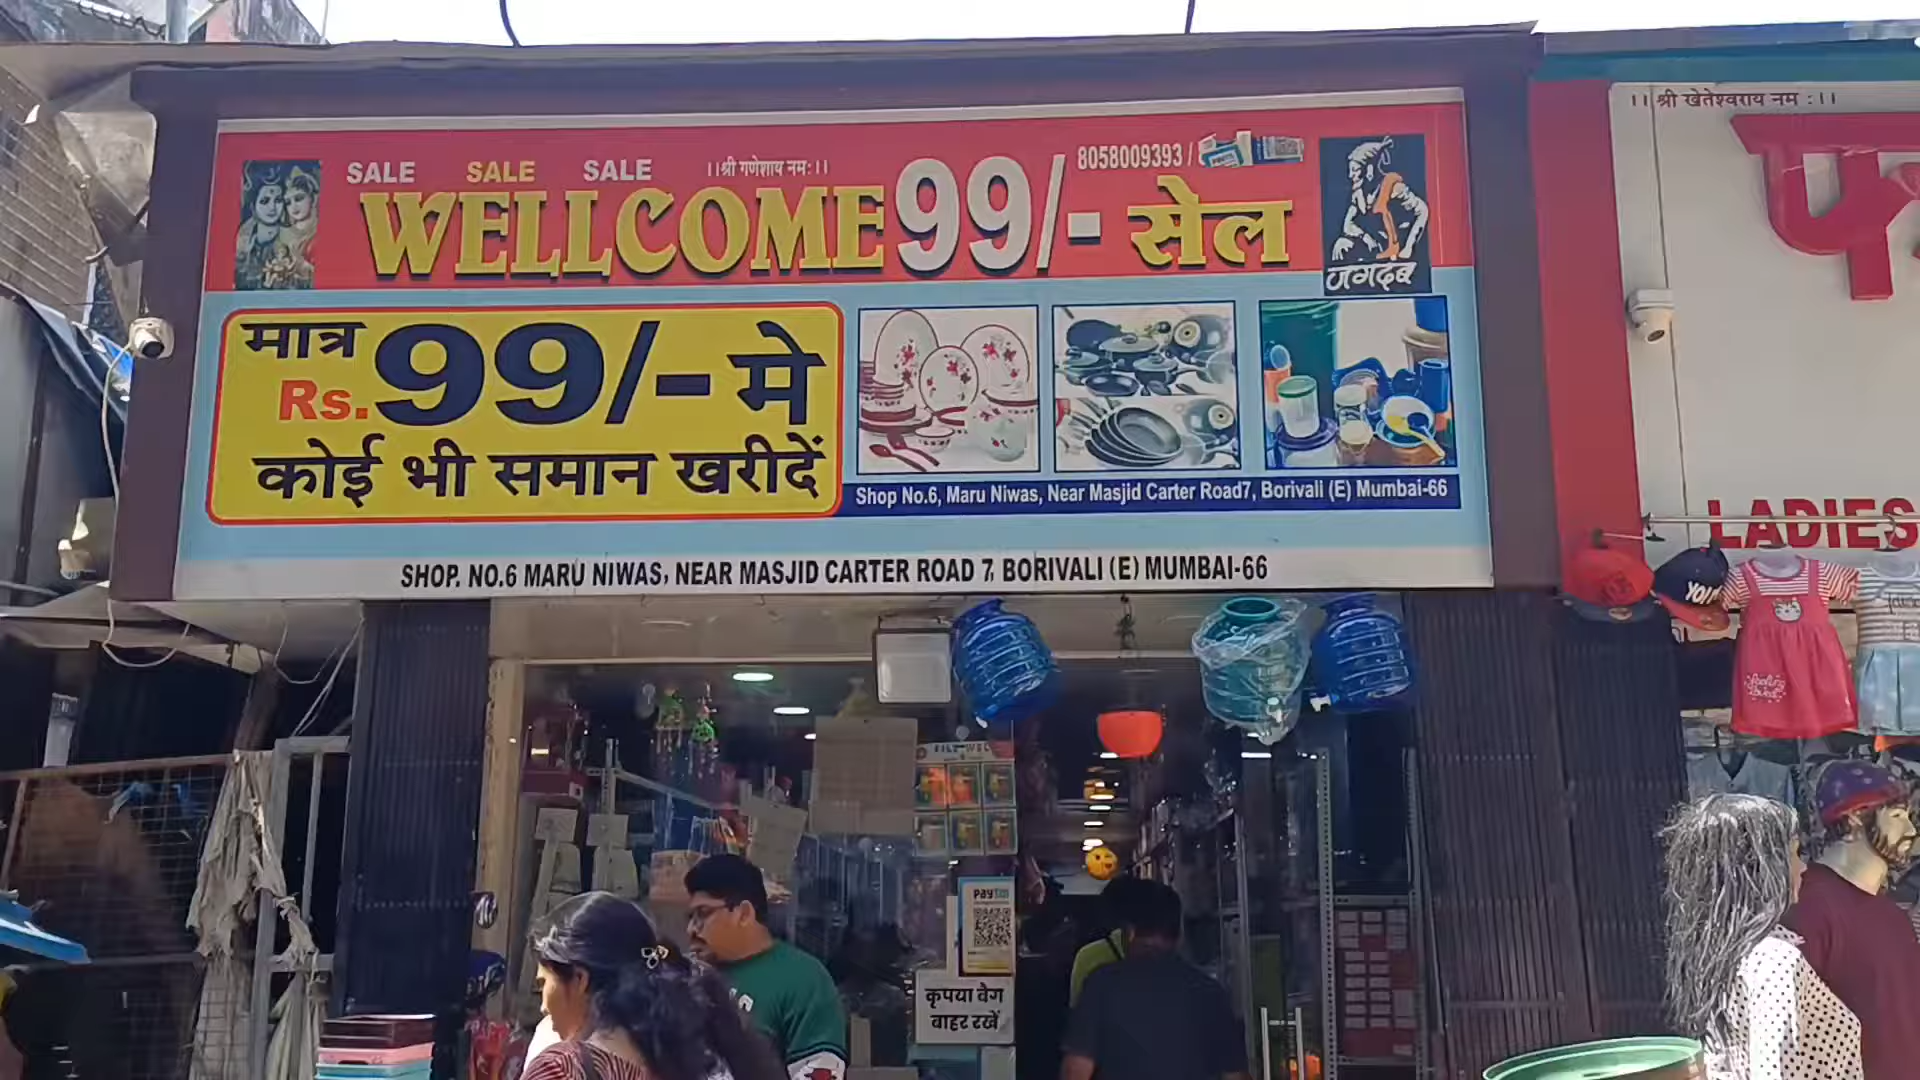 SALE SALE SALE ।।श्री गणेशाय नमः।। 8058009393 /
WELLCOME 99/- सेल
जगदंब
मात्र
Rs. 99/- मे
कोई भी समान खरीदें
Shop No.6, Maru Niwas, Near Masjid Carter Road7, Borivali (E) Mumbai-66
SHOP. NO.6 MARU NIWAS, NEAR MASJID CARTER ROAD 7, BORIVALI (E) MUMBAI-66
।। श्री खेतेश्वराय नम : ।।
LADIES
feeling
loved
paytm
कृपया बैग
बाहर रखें